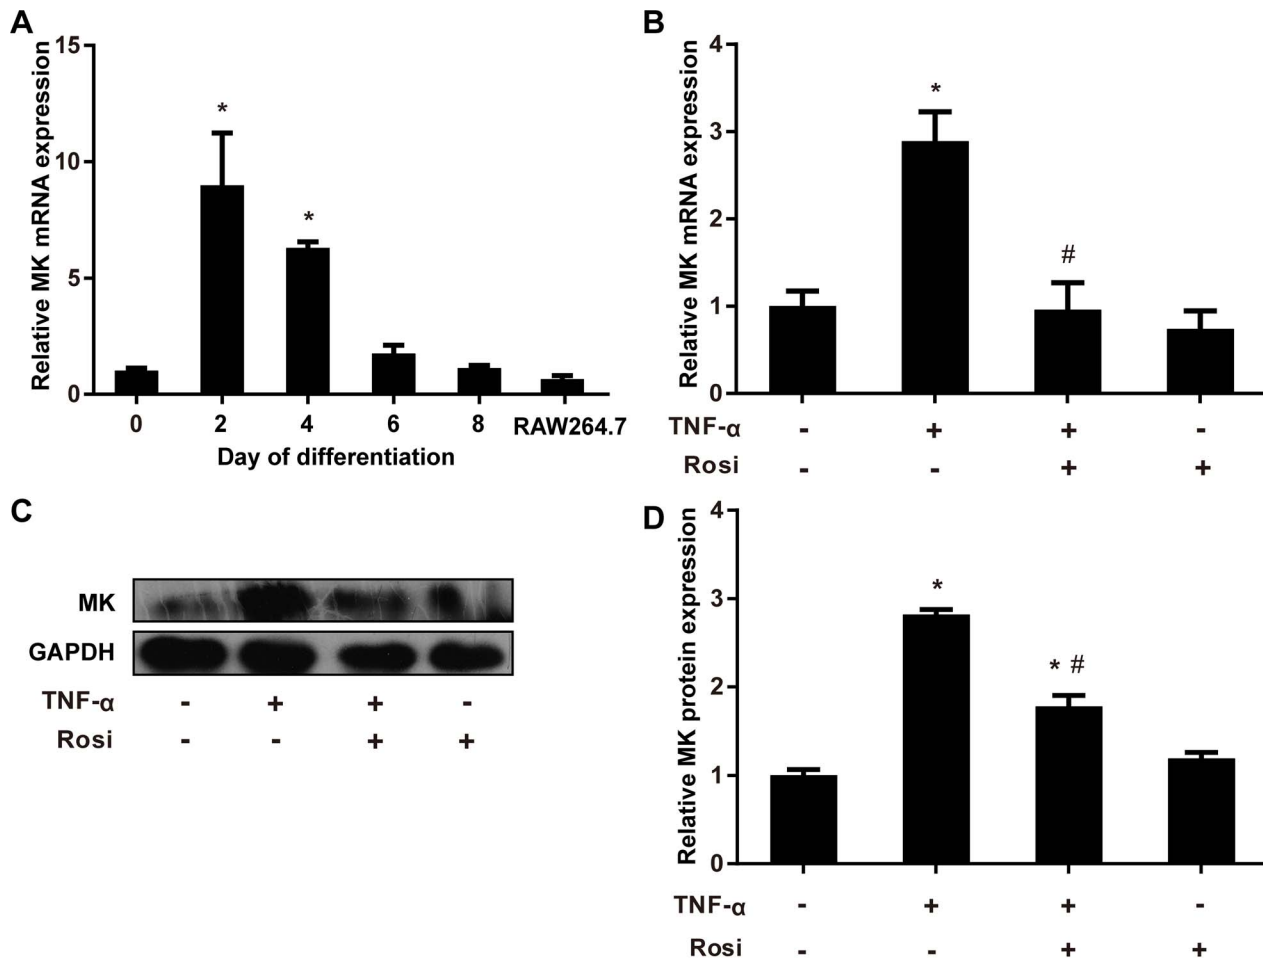 A
Relative MK mRNA expression
15
10
5
0
*
*
0 2 4 6 8 RAW264.7
Day of differentiation
B
Relative MK mRNA expression
4
3
2
1
0
*
#
TNF-α - + + -
Rosi - - + +
C
MK
GAPDH
TNF-α - + + -
Rosi - - + +
D
Relative MK protein expression
4
3
2
1
0
*
* #
TNF-α - + + -
Rosi - - + +